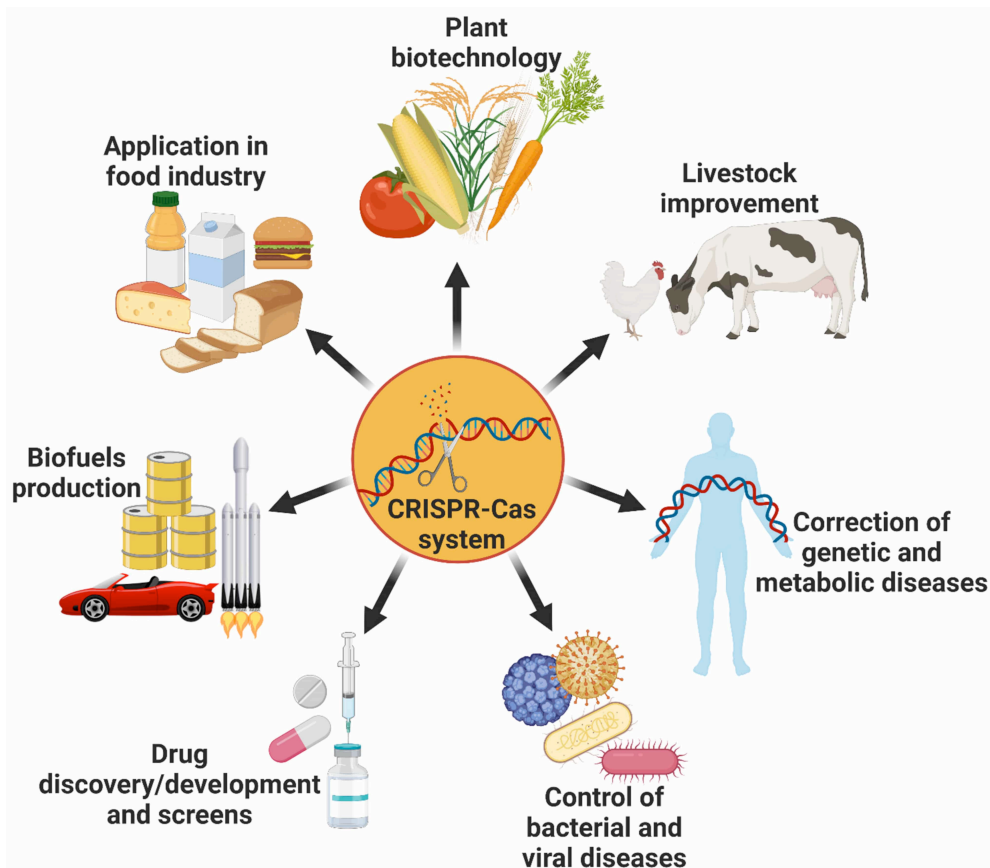 Plant
biotechnology
Application in
food industry
Livestock
improvement
Biofuels
production
CRISPR-Cas
system
Correction of
genetic and
metabolic diseases
Drug
discovery/development
and screens
Control of
bacterial and
viral diseases